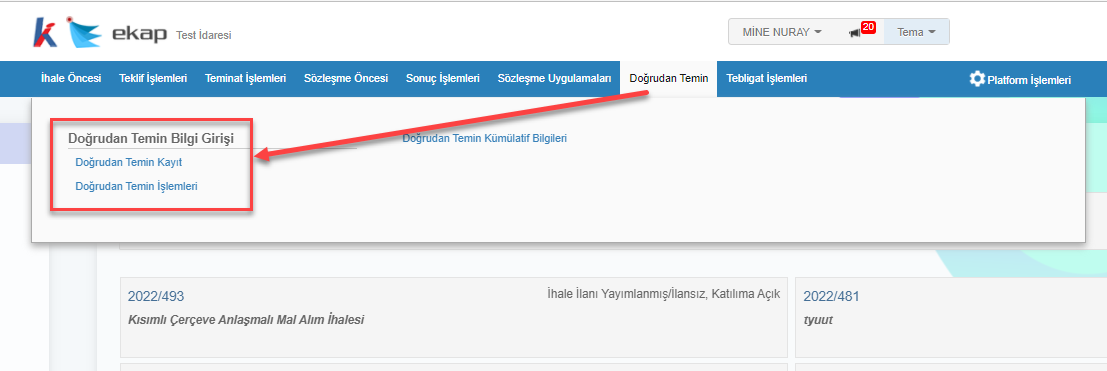 ekap Test İdaresi MİNE NURAY 20 Tema
İhale Öncesi Teklif İşlemleri Teminat İşlemleri Sözleşme Öncesi Sonuç İşlemleri Sözleşme Uygulamaları Doğrudan Temin Tebligat İşlemleri Platform İşlemleri
Doğrudan Temin Bilgi Girişi Doğrudan Temin Kümülatif Bilgileri
Doğrudan Temin Kayıt
Doğrudan Temin İşlemleri
2022/493 İhale İlanı Yayımlanmış/İlansız, Katılıma Açık 2022/481
Kısımlı Çerçeve Anlaşmalı Mal Alım İhalesi tyuut